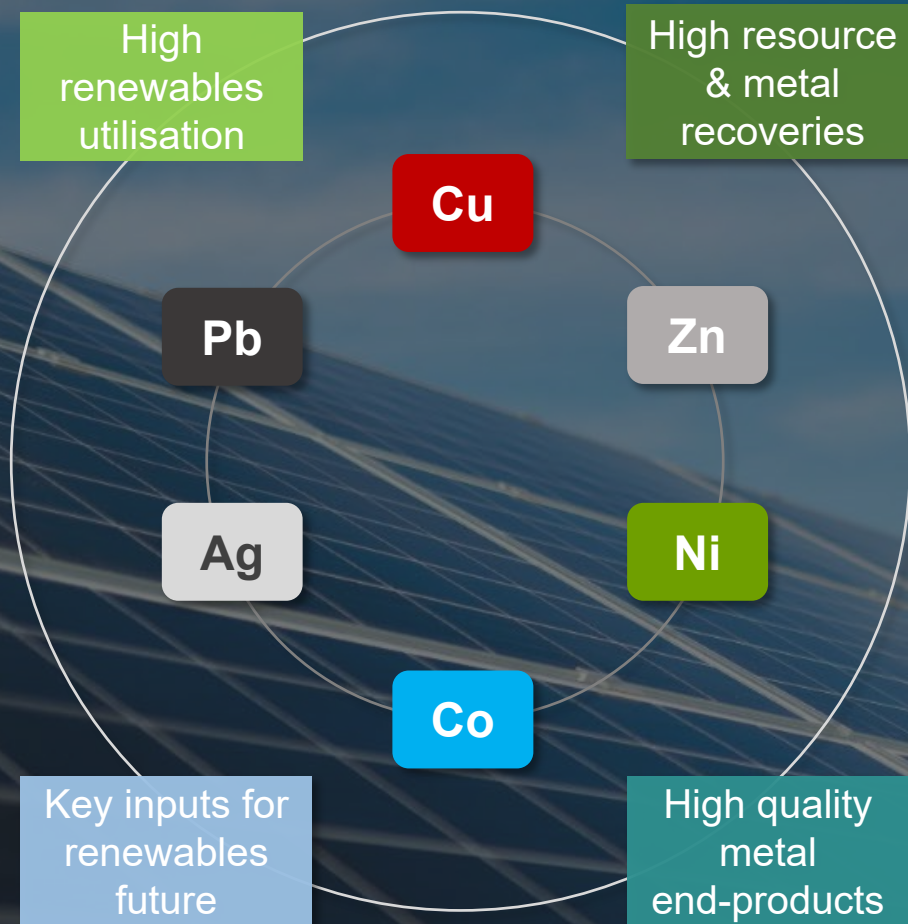 High
renewables
utilisation
High resource
& metal
recoveries
Cu
Pb
Zn
Ag
Ni
Co
Key inputs for
renewables
future
High quality
metal
end-products